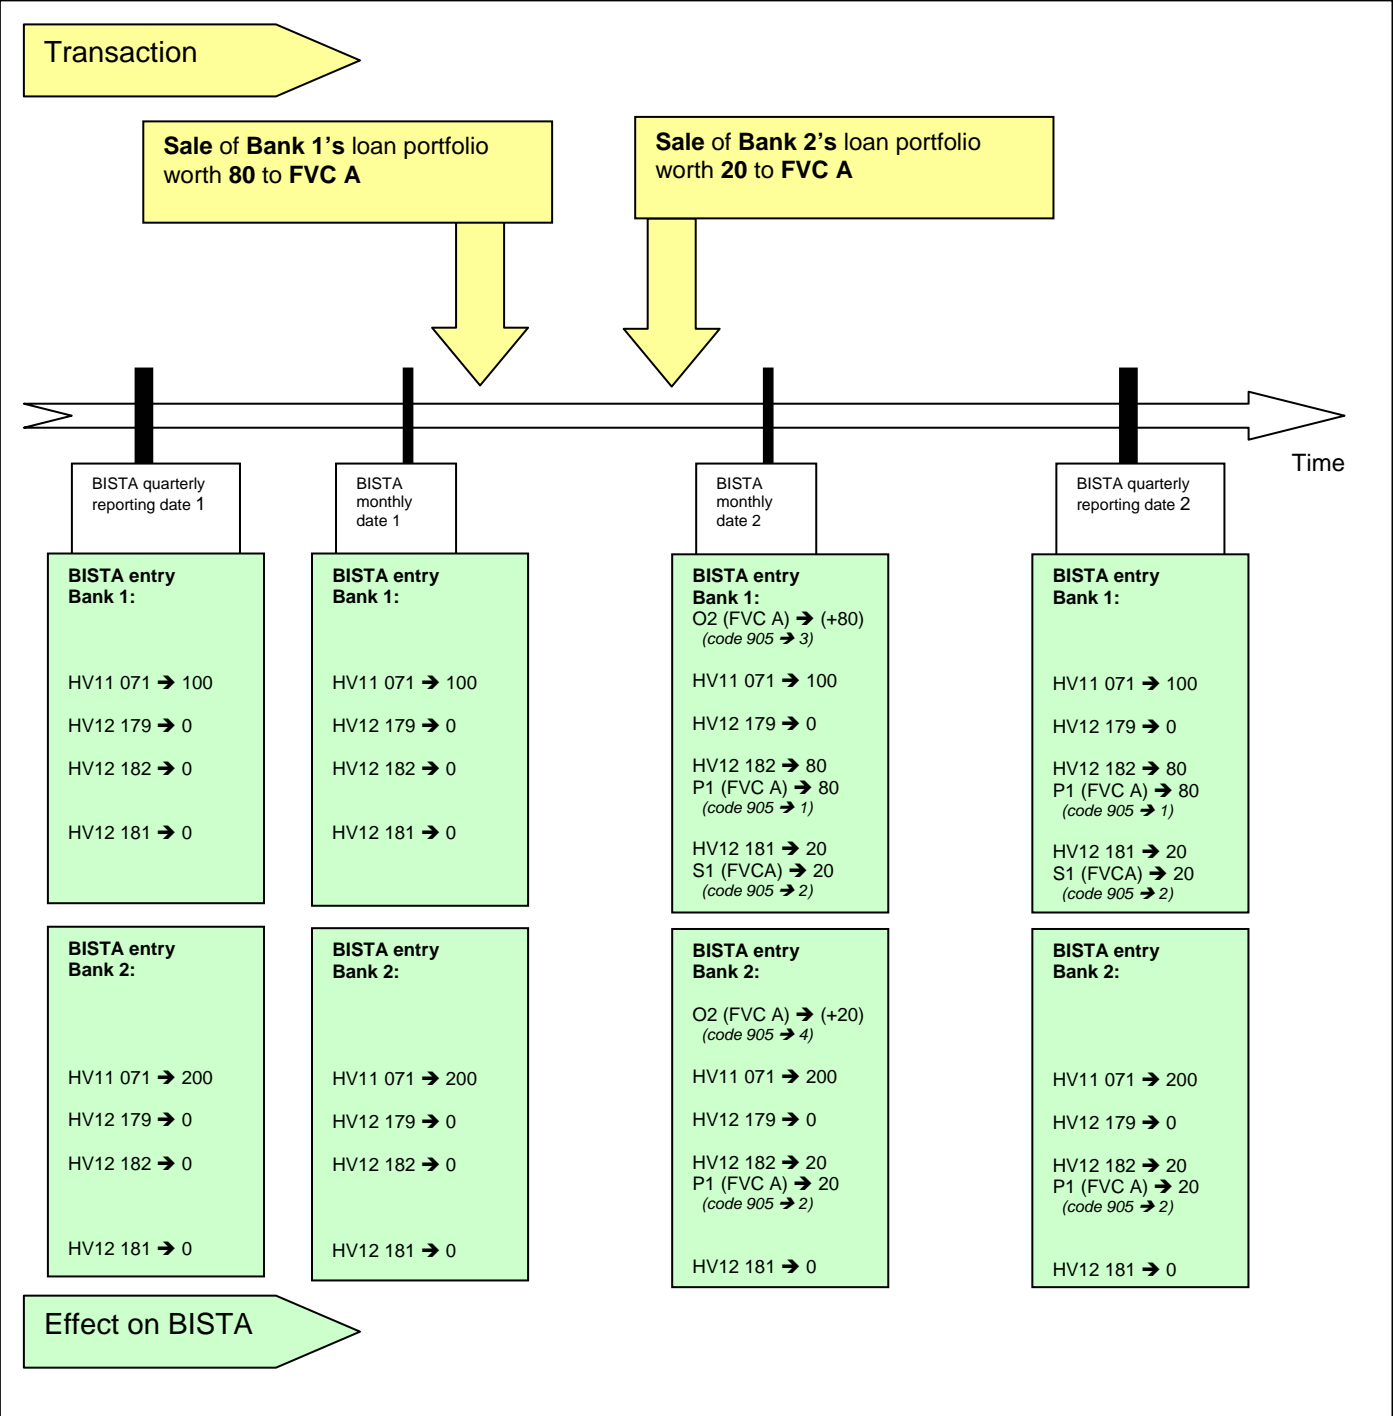 Transaction
Sale of Bank 1's loan portfolio
worth 80 to FVC A
Sale of Bank 2's loan portfolio
worth 20 to FVC A
Time
BISTA quarterly
reporting date 1
BISTA
monthly
date 1
BISTA
monthly
date 2
BISTA quarterly
reporting date 2
BISTA entry
Bank 1:
HV11 071 ➔ 100
HV12 179 ➔ 0
HV12 182 ➔ 0
HV12 181 ➔ 0
BISTA entry
Bank 1:
HV11 071 ➔ 100
HV12 179 ➔ 0
HV12 182 ➔ 0
HV12 181 ➔ 0
BISTA entry
Bank 1:
O2 (FVC A) ➔ (+80)
(code 905 ➔ 3)
HV11 071 ➔ 100
HV12 179 ➔ 0
HV12 182 ➔ 80
P1 (FVC A) ➔ 80
(code 905 ➔ 1)
HV12 181 ➔ 20
S1 (FVCA) ➔ 20
(code 905 ➔ 2)
BISTA entry
Bank 1:
HV11 071 ➔ 100
HV12 179 ➔ 0
HV12 182 ➔ 80
P1 (FVC A) ➔ 80
(code 905 ➔ 1)
HV12 181 ➔ 20
S1 (FVCA) ➔ 20
(code 905 ➔ 2)
BISTA entry
Bank 2:
HV11 071 ➔ 200
HV12 179 ➔ 0
HV12 182 ➔ 0
HV12 181 ➔ 0
BISTA entry
Bank 2:
HV11 071 ➔ 200
HV12 179 ➔ 0
HV12 182 ➔ 0
HV12 181 ➔ 0
BISTA entry
Bank 2:
O2 (FVC A) ➔ (+20)
(code 905 ➔ 4)
HV11 071 ➔ 200
HV12 179 ➔ 0
HV12 182 ➔ 20
P1 (FVC A) ➔ 20
(code 905 ➔ 2)
HV12 181 ➔ 0
BISTA entry
Bank 2:
HV11 071 ➔ 200
HV12 179 ➔ 0
HV12 182 ➔ 20
P1 (FVC A) ➔ 20
(code 905 ➔ 2)
HV12 181 ➔ 0
Effect on BISTA